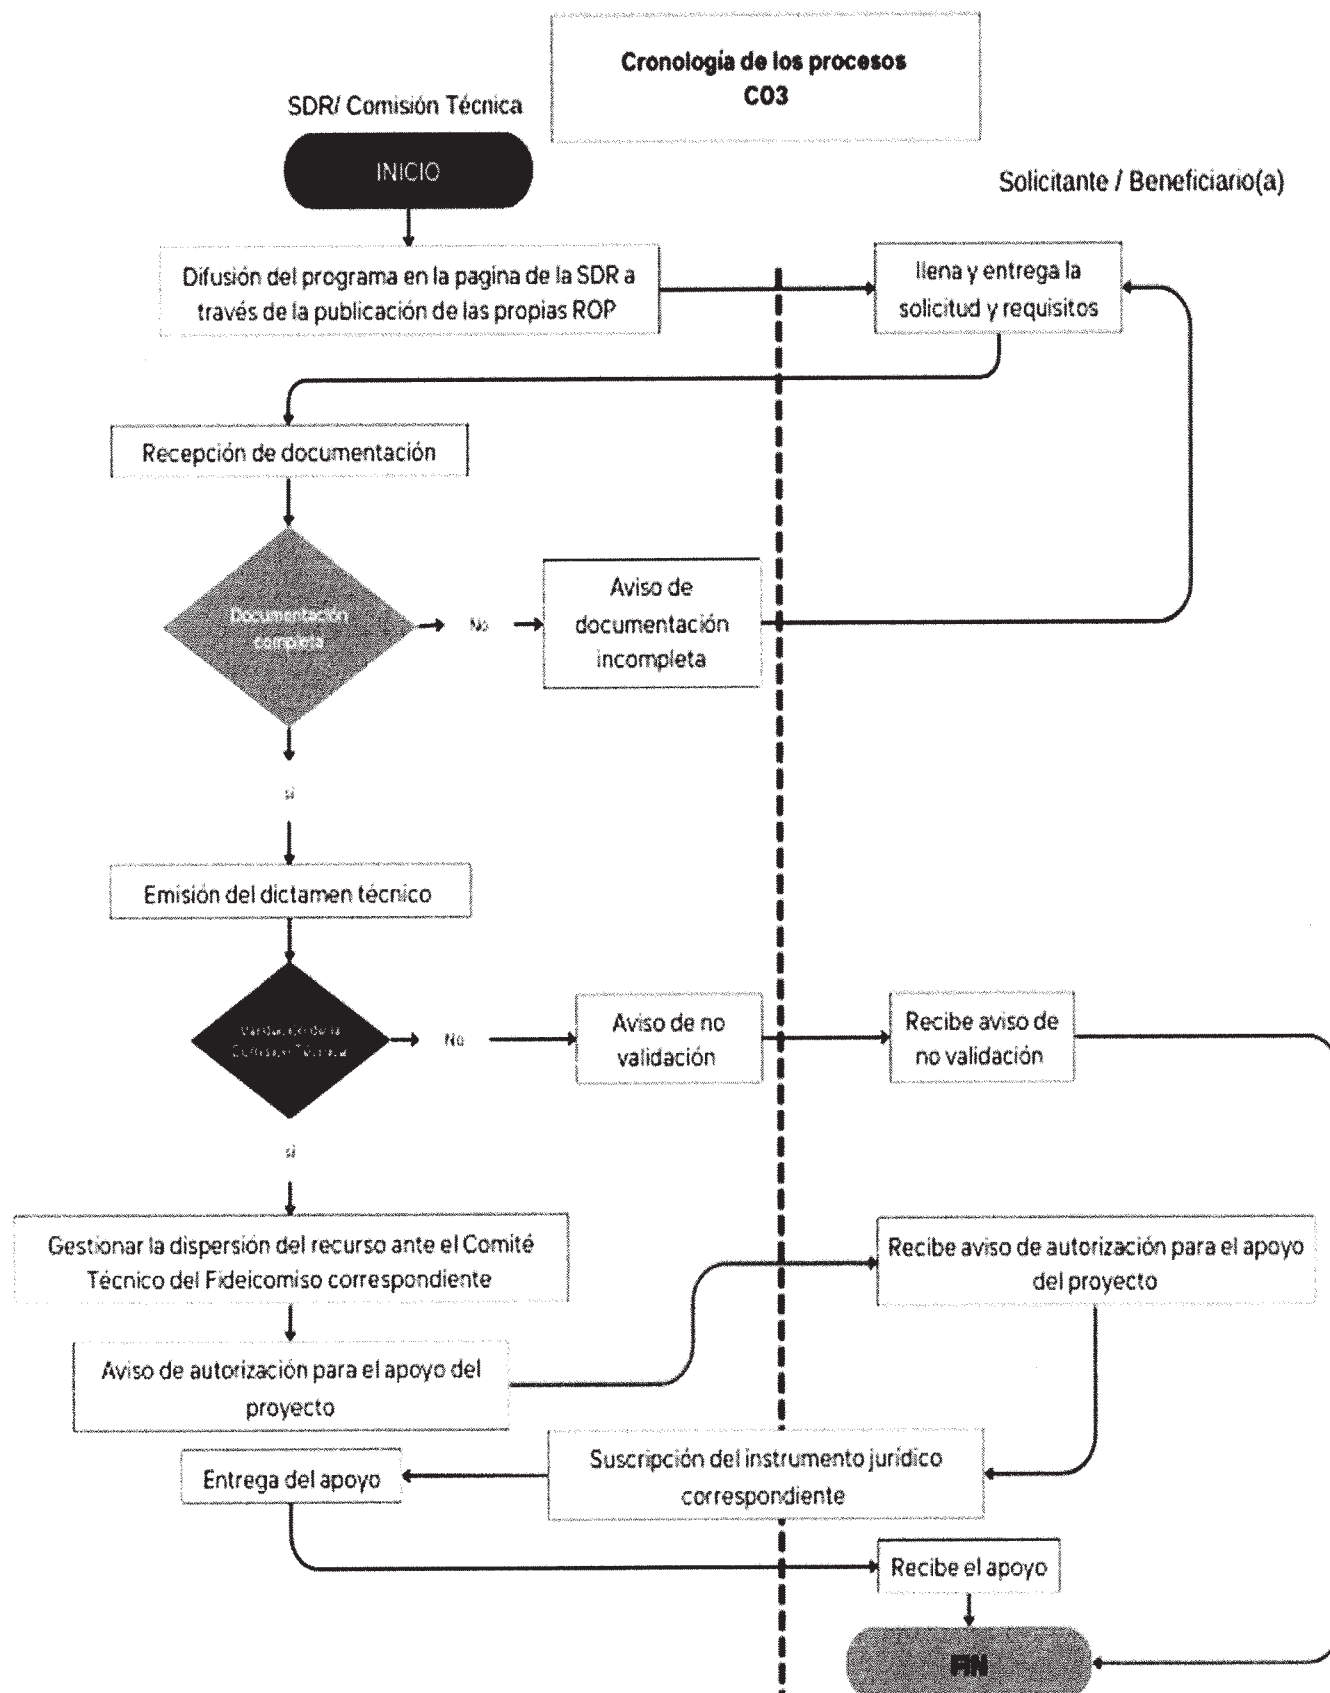 Cronología de los procesos
C03
SDR/ Comisión Técnica
INICIO
Solicitante / Beneficiario(a)
Difusión del programa en la pagina de la SDR a
través de la publicación de las propias ROP
llena y entrega la
solicitud y requisitos
Recepción de documentación
Documentación
completa
No
Aviso de
documentación
incompleta
si
Emisión del dictamen técnico
Validación de la
Comisión Técnica
No
Aviso de no
validación
Recibe aviso de
no validación
si
Gestionar la dispersión del recurso ante el Comité
Técnico del Fideicomiso correspondiente
Recibe aviso de autorización para el apoyo
del proyecto
Aviso de autorización para el apoyo del
proyecto
Suscripción del instrumento jurídico
correspondiente
Entrega del apoyo
Recibe el apoyo
FIN